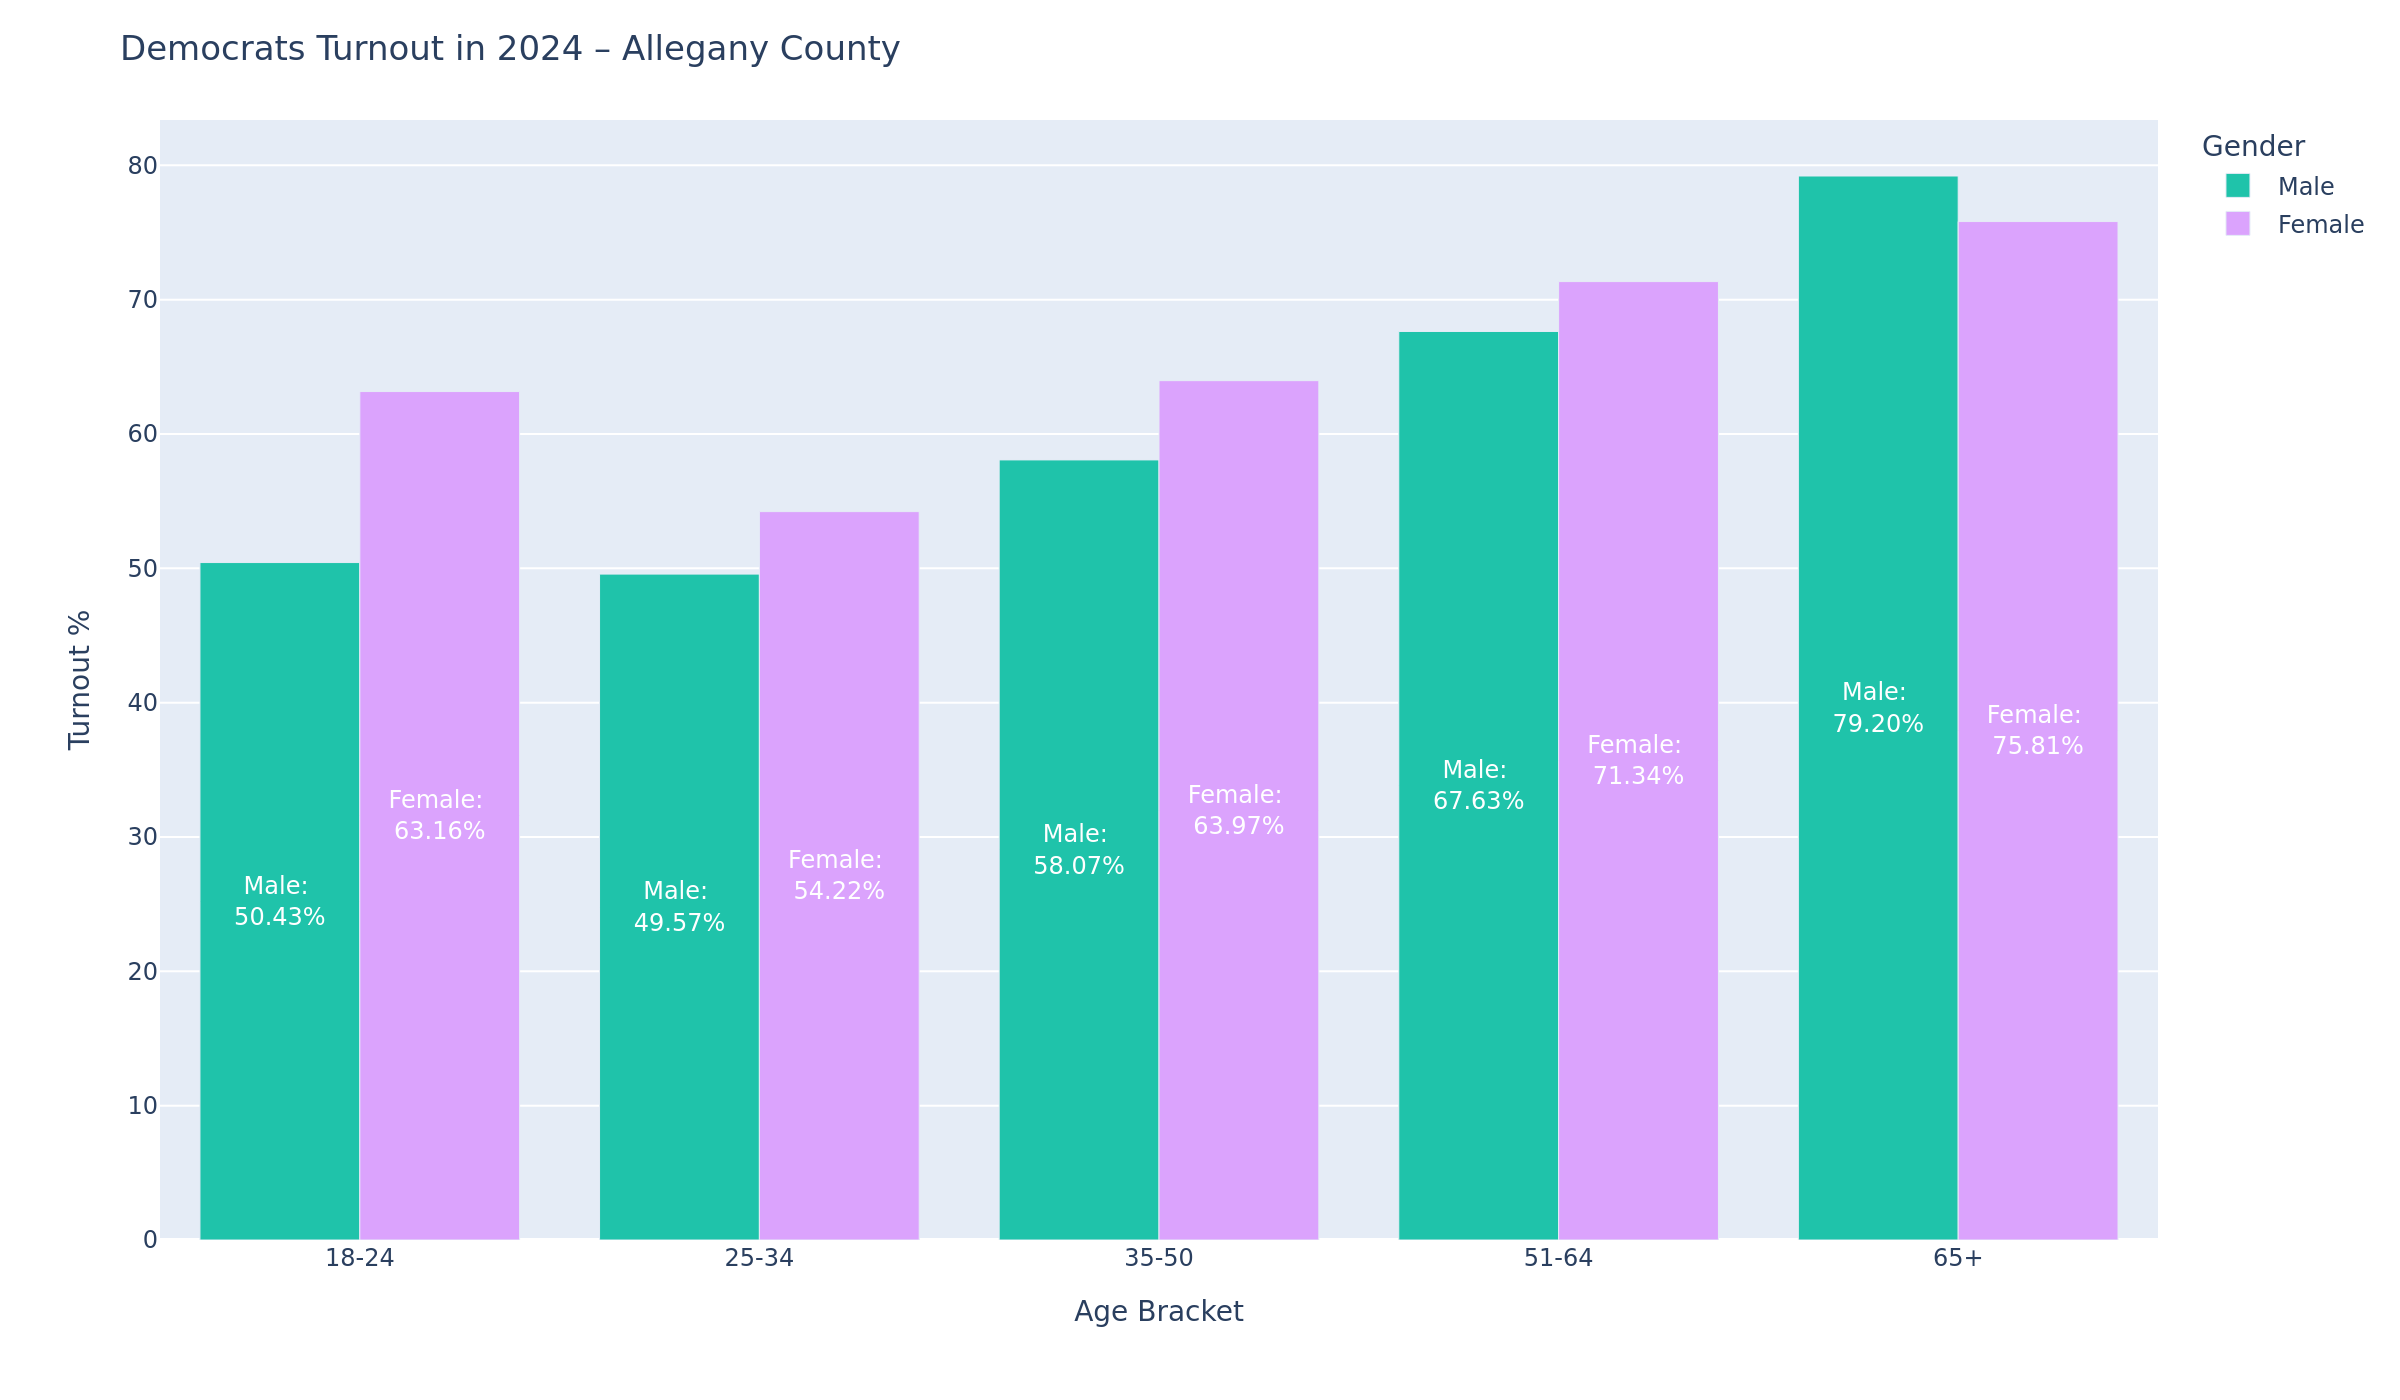 Democrats Turnout in 2024 – Allegany County
Gender
Male
Female
Turnout %
80
70
60
50
40
30
20
10
0
Male:
50.43%
Female:
63.16%
Male:
49.57%
Female:
54.22%
Male:
58.07%
Female:
63.97%
Male:
67.63%
Female:
71.34%
Male:
79.20%
Female:
75.81%
18-24
25-34
35-50
51-64
65+
Age Bracket